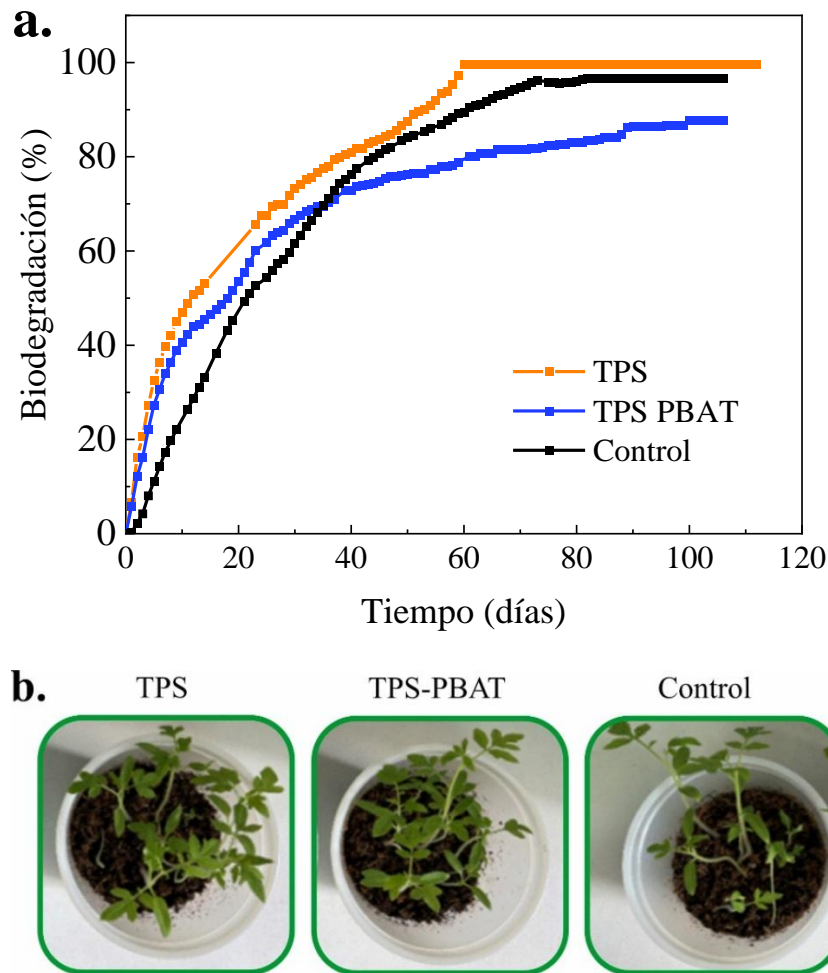 a.
100
80
60
40
20
0
Biodegradación (%)
TPS
TPS PBAT
Control
0 20 40 60 80 100 120
Tiempo (días)
b.
TPS TPS-PBAT Control